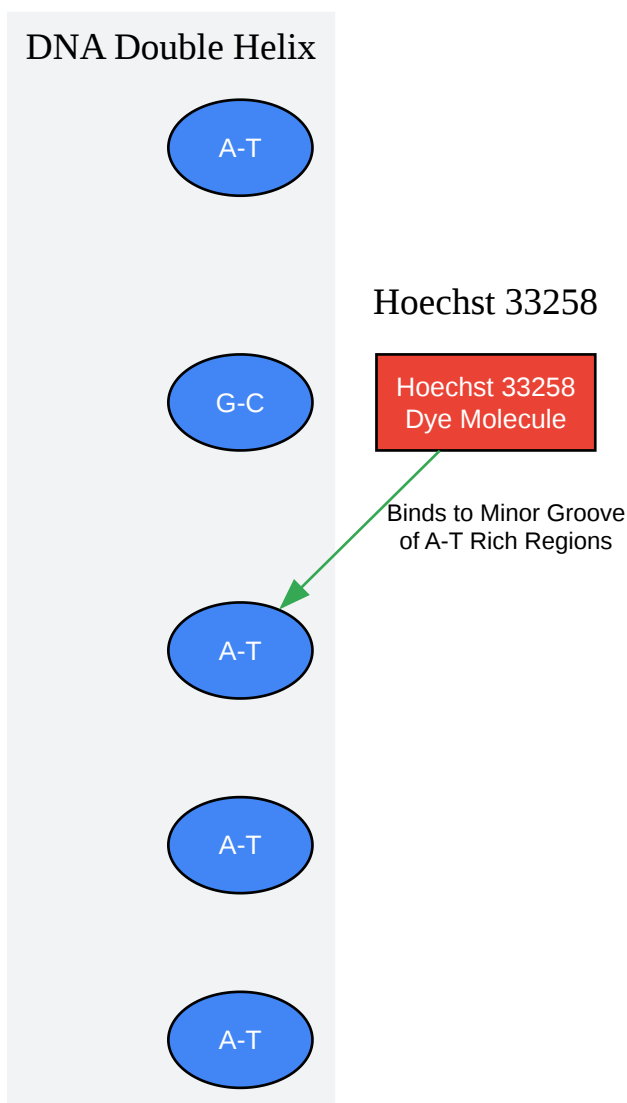 DNA Double Helix
A-T
Hoechst 33258
G-C
Hoechst 33258
Dye Molecule
Binds to Minor Groove
of A-T Rich Regions
A-T
A-T
A-T